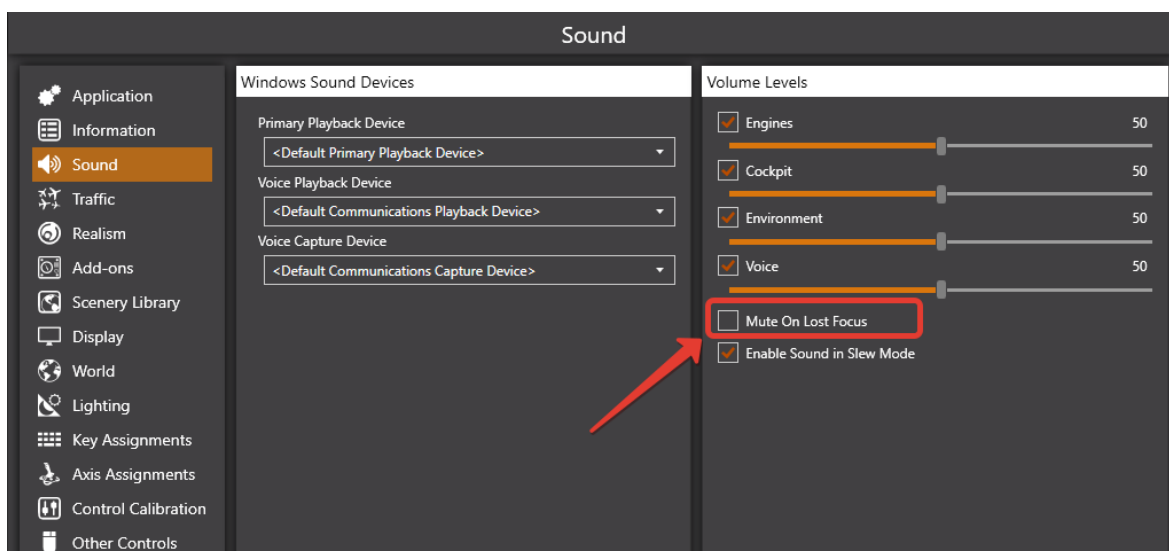 Sound
Application
Information
Sound
Traffic
Realism
Add-ons
Scenery Library
Display
World
Lighting
Key Assignments
Axis Assignments
Control Calibration
Other Controls
Windows Sound Devices
Primary Playback Device
<Default Primary Playback Device>
Voice Playback Device
<Default Communications Playback Device>
Voice Capture Device
<Default Communications Capture Device>
Volume Levels
Engines 50
Cockpit 50
Environment 50
Voice 50
Mute On Lost Focus
Enable Sound in Slew Mode